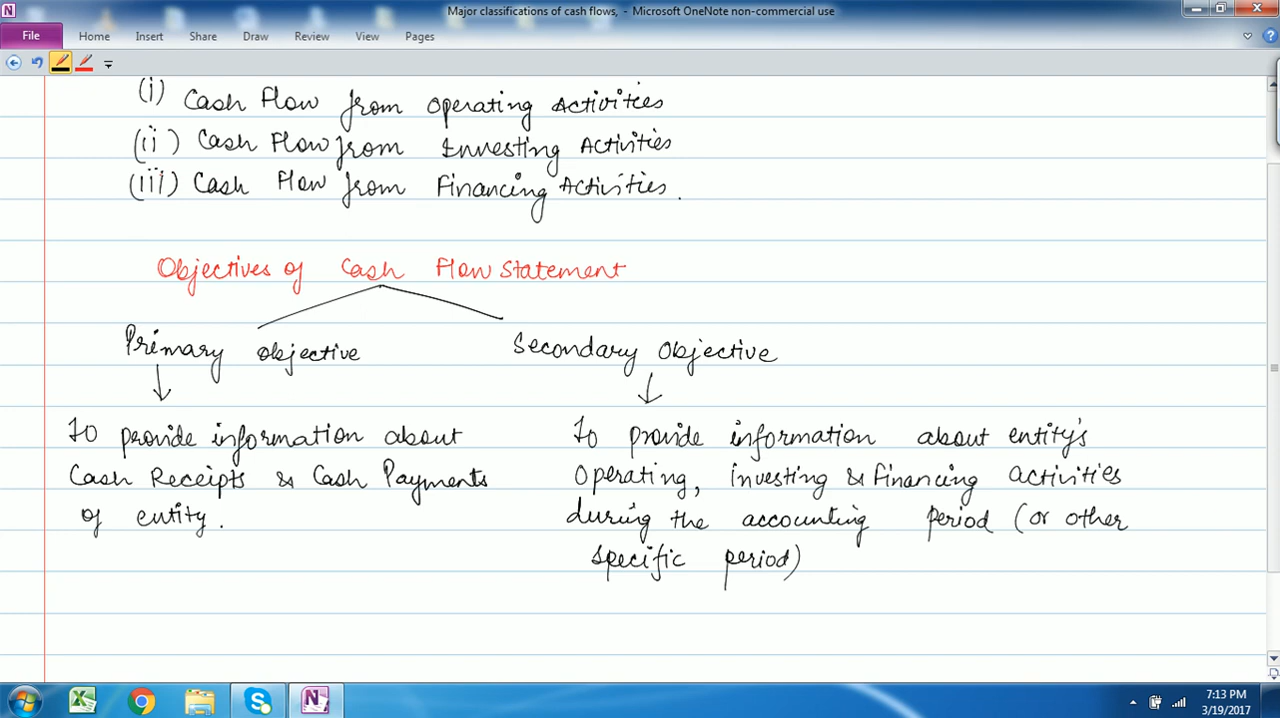 Major classifications of cash flows, - Microsoft OneNote non-commercial use
File Home Insert Share Draw Review View Pages
(i) Cash Flow from Operating Activities
(ii) Cash Flow from Investing Activities
(iii) Cash Flow from Financing Activities.
Objectives of Cash Flow Statement
Primary Objective Secondary Objective
To provide information about To provide information about entity's
Cash Receipts & Cash Payments Operating, Investing & Financing activities
of entity. during the accounting period (or other
specific period)
7:13 PM
3/19/2017